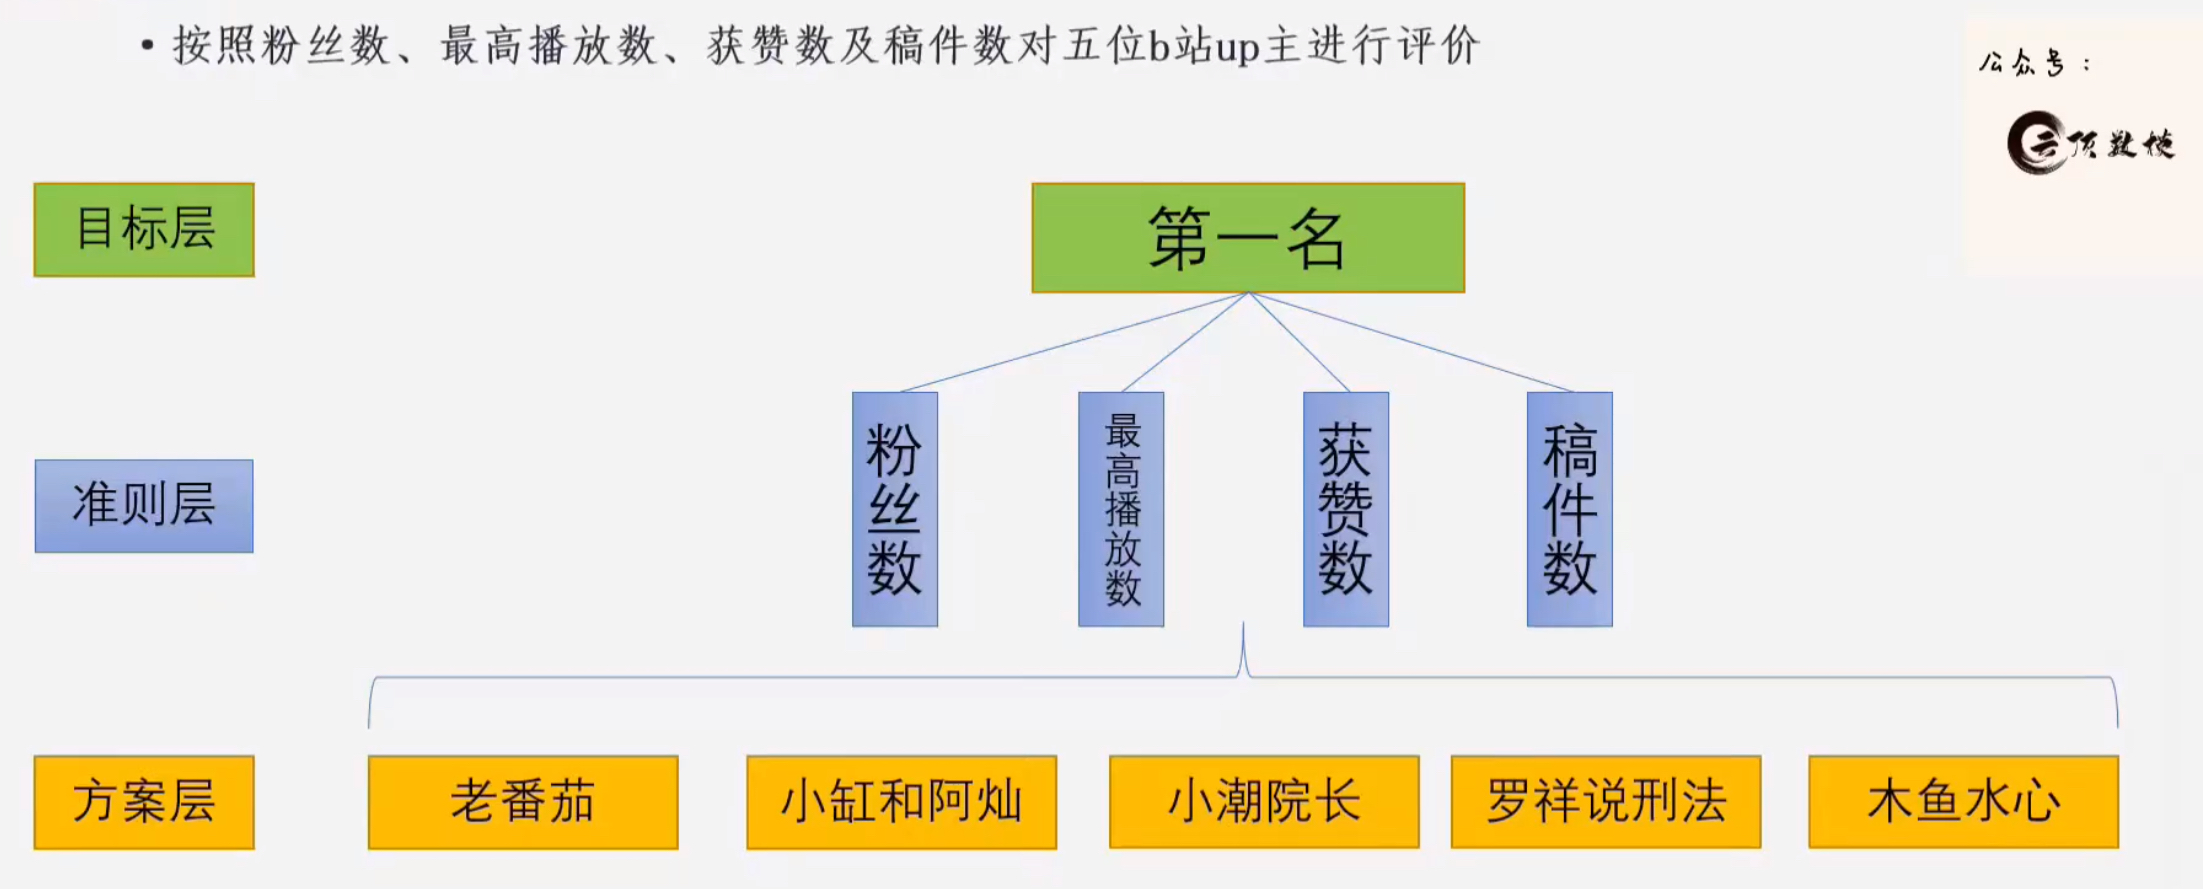 • 按照粉丝数、最高播放数、获赞数及稿件数对五位b站up主进行评价
公众号：
云顶数模
目标层
第一名
准则层
粉丝数
最高播放数
获赞数
稿件数
方案层
老番茄
小缸和阿灿
小潮院长
罗祥说刑法
木鱼水心